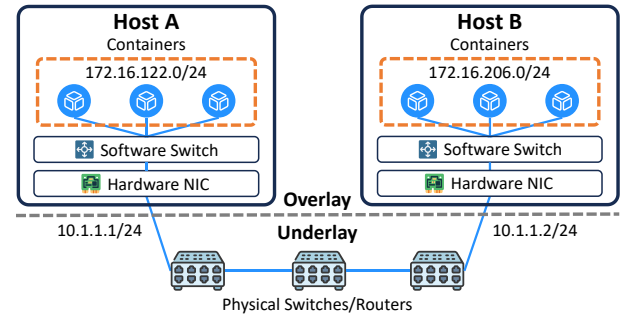 Host A
Containers
172.16.122.0/24
Software Switch
Hardware NIC
Host B
Containers
172.16.206.0/24
Software Switch
Hardware NIC
Overlay
Underlay
10.1.1.1/24
10.1.1.2/24
Physical Switches/Routers